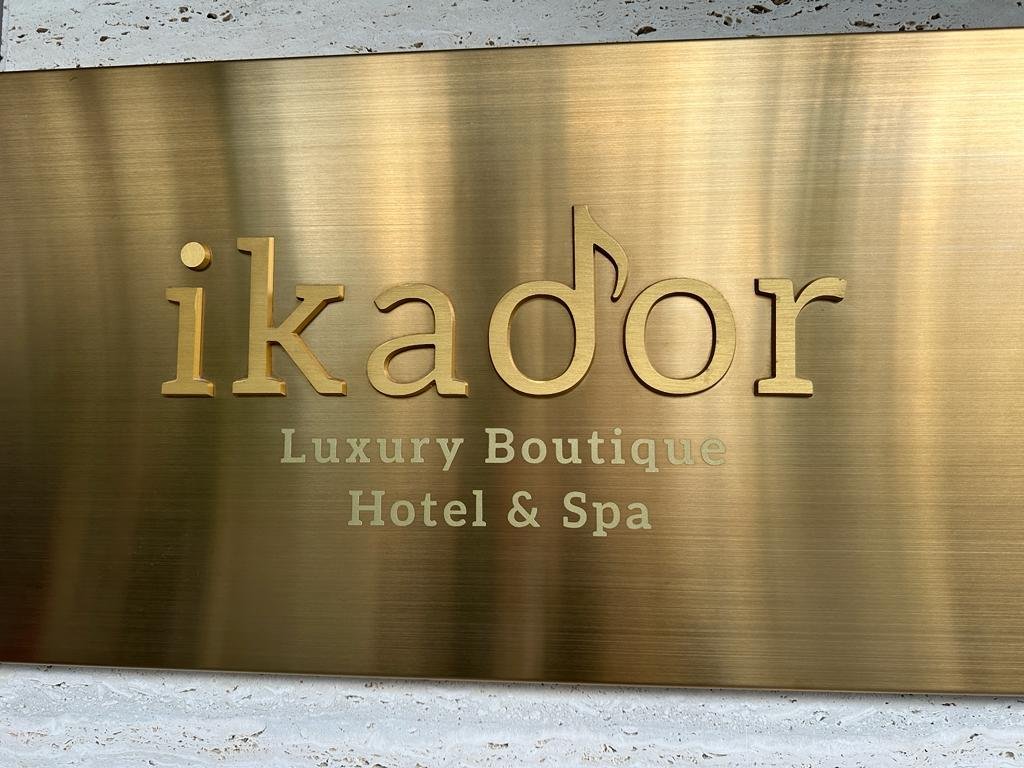 ikador
Luxury Boutique
Hotel & Spa